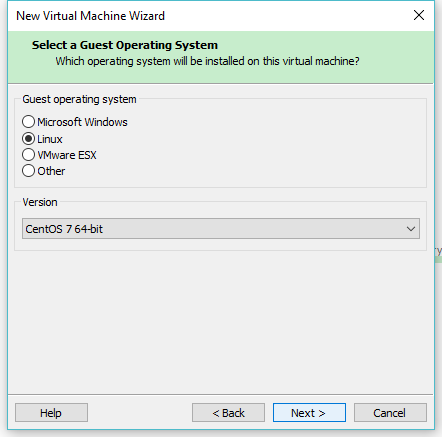 New Virtual Machine Wizard
Select a Guest Operating System
Which operating system will be installed on this virtual machine?
Guest operating system
Microsoft Windows
Linux
VMware ESX
Other
Version
CentOS 7 64-bit
Help
< Back
Next >
Cancel